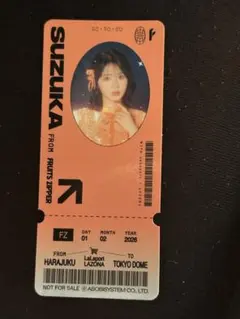 SUZUKA
FROM
FRUITS ZIPPER
FZ
DAY
MONTH
YEAR
01
02
2026
FROM
LaLaport
TO
HARAJUKU
LAZONA
TOKYO DOME
NOT FOR SALE Ⓒ ASOBISYSTEM CO., LTD.